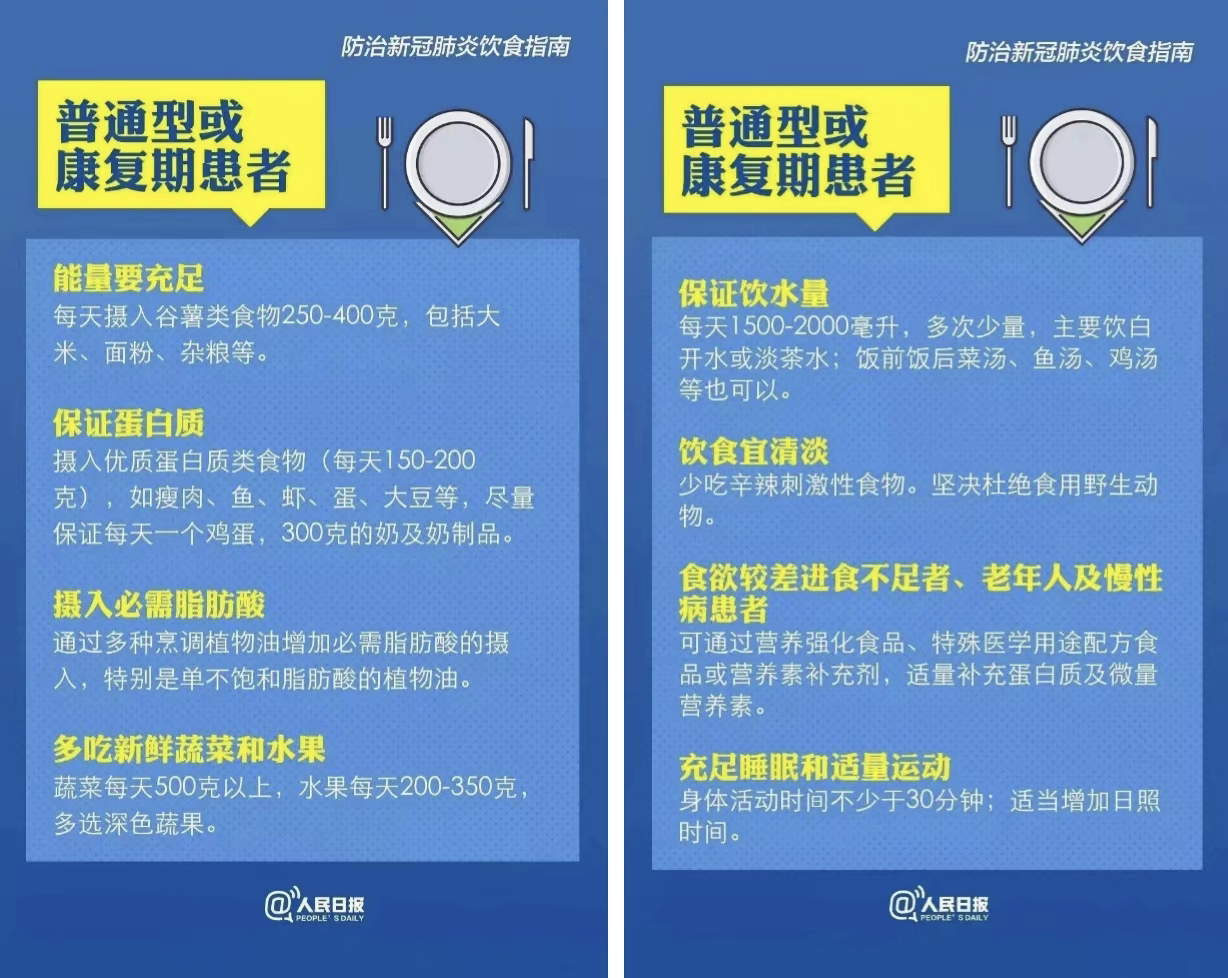 防治新冠肺炎饮食指南
普通型或
康复期患者
能量要充足
每天摄入谷薯类食物250-400克，包括大
米、面粉、杂粮等。
保证蛋白质
摄入优质蛋白质类食物（每天150-200
克），如瘦肉、鱼、虾、蛋、大豆等，尽量
保证每天一个鸡蛋，300克的奶及奶制品。
摄入必需脂肪酸
通过多种烹调植物油增加必需脂肪酸的摄
入，特别是单不饱和脂肪酸的植物油。
多吃新鲜蔬菜和水果
蔬菜每天500克以上，水果每天200-350克，
多选深色蔬果。
@人民日报
PEOPLE'S DAILY
防治新冠肺炎饮食指南
普通型或
康复期患者
保证饮水量
每天1500-2000毫升，多次少量，主要饮白
开水或淡茶水；饭前饭后菜汤、鱼汤、鸡汤
等也可以。
饮食宜清淡
少吃辛辣刺激性食物。坚决杜绝食用野生动
物。
食欲较差进食不足者、老年人及慢性
病患者
可通过营养强化食品、特殊医学用途配方食
品或营养素补充剂，适量补充蛋白质及微量
营养素。
充足睡眠和适量运动
身体活动时间不少于30分钟；适当增加日照
时间。
@人民日报
PEOPLE'S DAILY